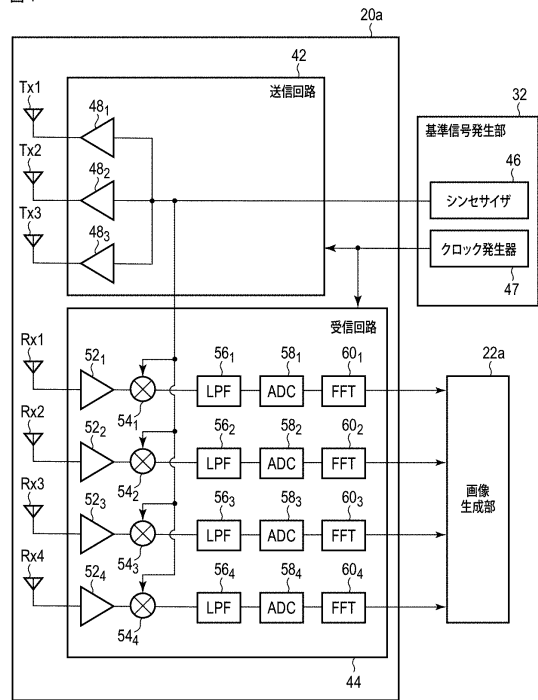 20a
42
送信回路
Tx1
48₁
Tx2
48₂
Tx3
48₃
32
基準信号発生部
46
シンセサイザ
クロック発生器
47
受信回路
Rx1
52₁
54₁
56₁
LPF
58₁
ADC
60₁
FFT
22a
Rx2
52₂
54₂
56₂
LPF
58₂
ADC
60₂
FFT
画像
生成部
Rx3
52₃
54₃
56₃
LPF
58₃
ADC
60₃
FFT
Rx4
52₄
54₄
56₄
LPF
58₄
ADC
60₄
FFT
44